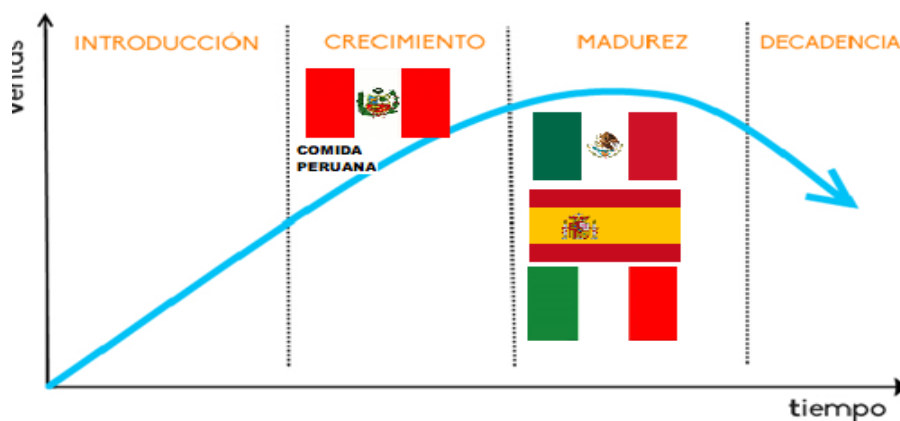 INTRODUCCIÓN
CRECIMIENTO
MADUREZ
DECADENCIA
ventas
COMIDA
PERUANA
tiempo